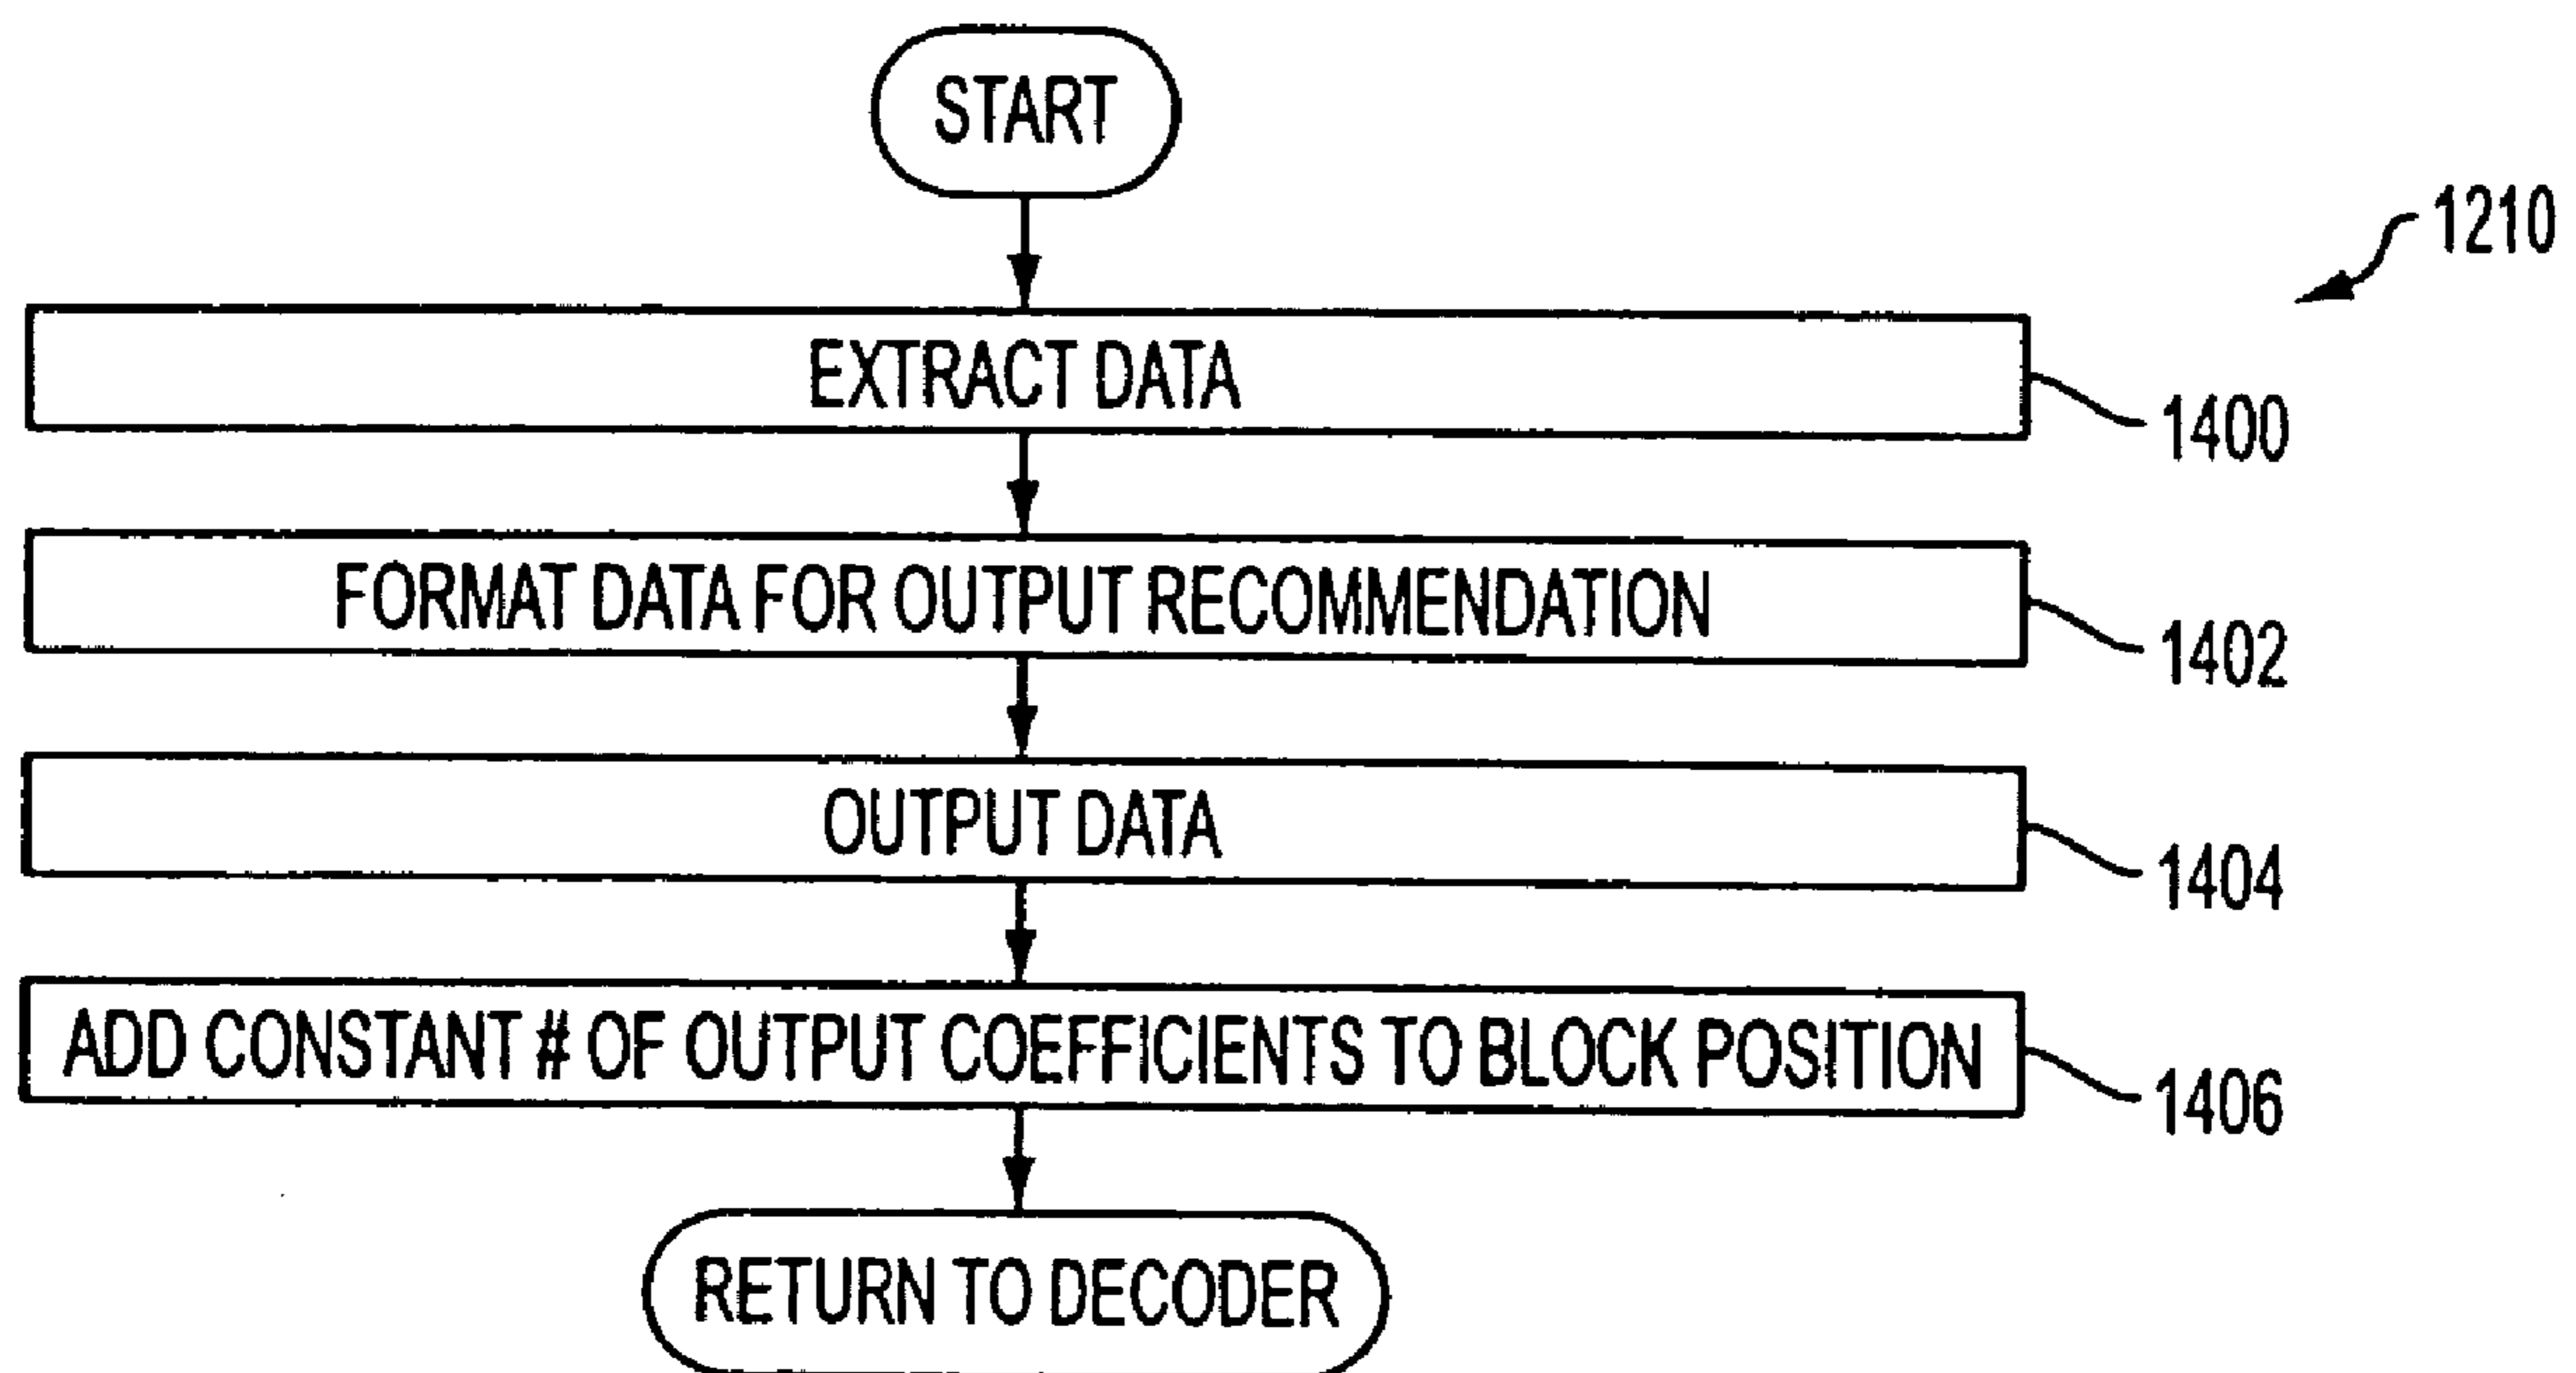 START
1210
EXTRACT DATA
1400
FORMAT DATA FOR OUTPUT RECOMMENDATION
1402
OUTPUT DATA
1404
ADD CONSTANT # OF OUTPUT COEFFICIENTS TO BLOCK POSITION
1406
RETURN TO DECODER